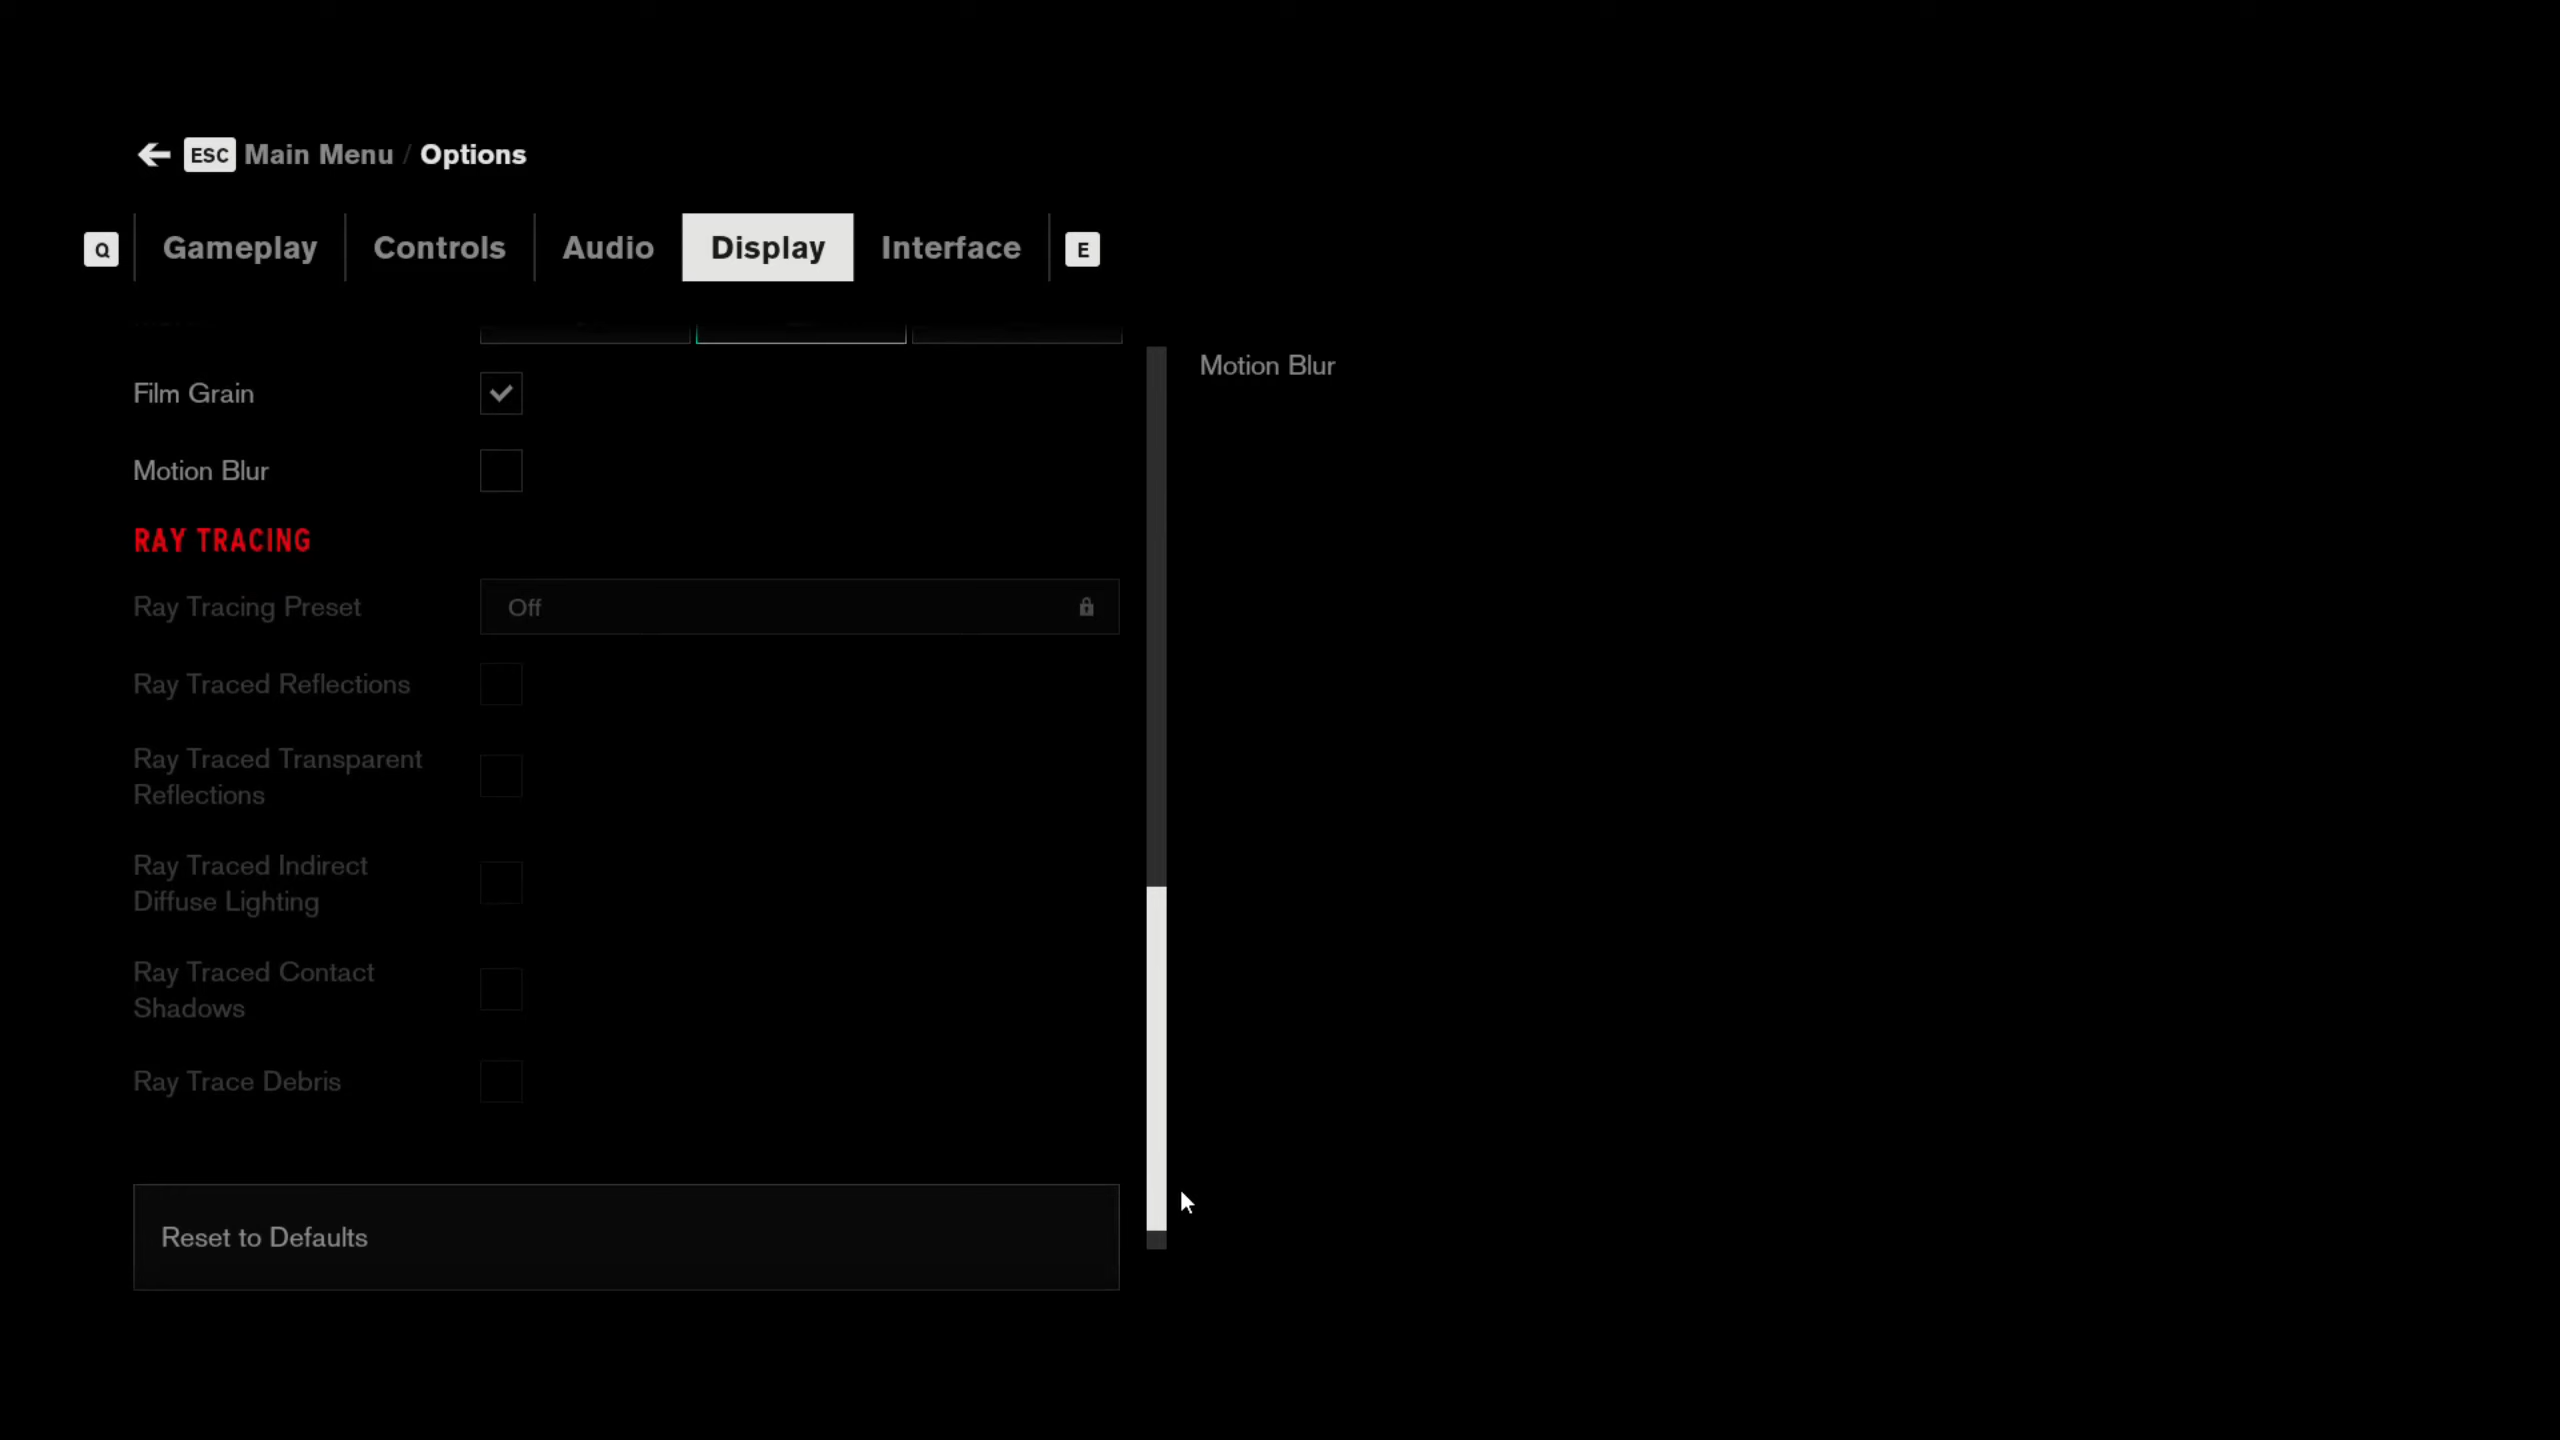 ESC Main Menu / Options
Q Gameplay Controls Audio Display Interface E
Film Grain
Motion Blur
Motion Blur
RAY TRACING
Ray Tracing Preset Off
Ray Traced Reflections
Ray Traced Transparent
Reflections
Ray Traced Indirect
Diffuse Lighting
Ray Traced Contact
Shadows
Ray Trace Debris
Reset to Defaults